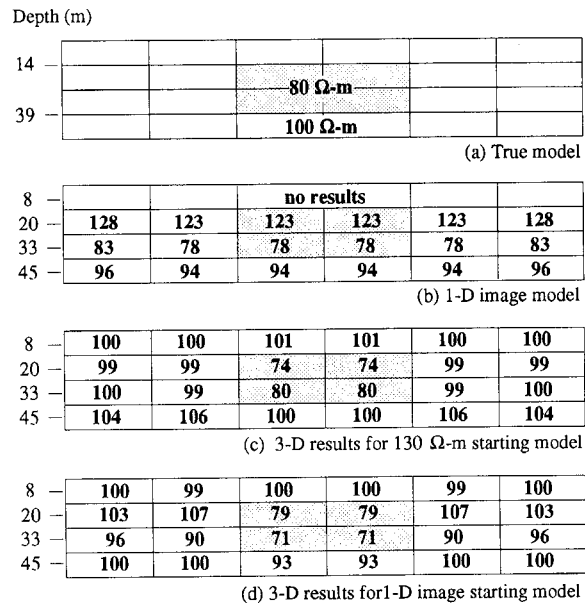 Depth (m)
14
80 Ω-m
39
100 Ω-m
(a) True model
8 no results
20 128 123 123 123 123 128
33 83 78 78 78 78 83
45 96 94 94 94 94 96
(b) 1-D image model
8 100 100 101 101 100 100
20 99 99 74 74 99 99
33 100 99 80 80 99 100
45 104 106 100 100 106 104
(c) 3-D results for 130 Ω-m starting model
8 100 99 100 100 99 100
20 103 107 79 79 107 103
33 96 90 71 71 90 96
45 100 100 93 93 100 100
(d) 3-D results for1-D image starting model